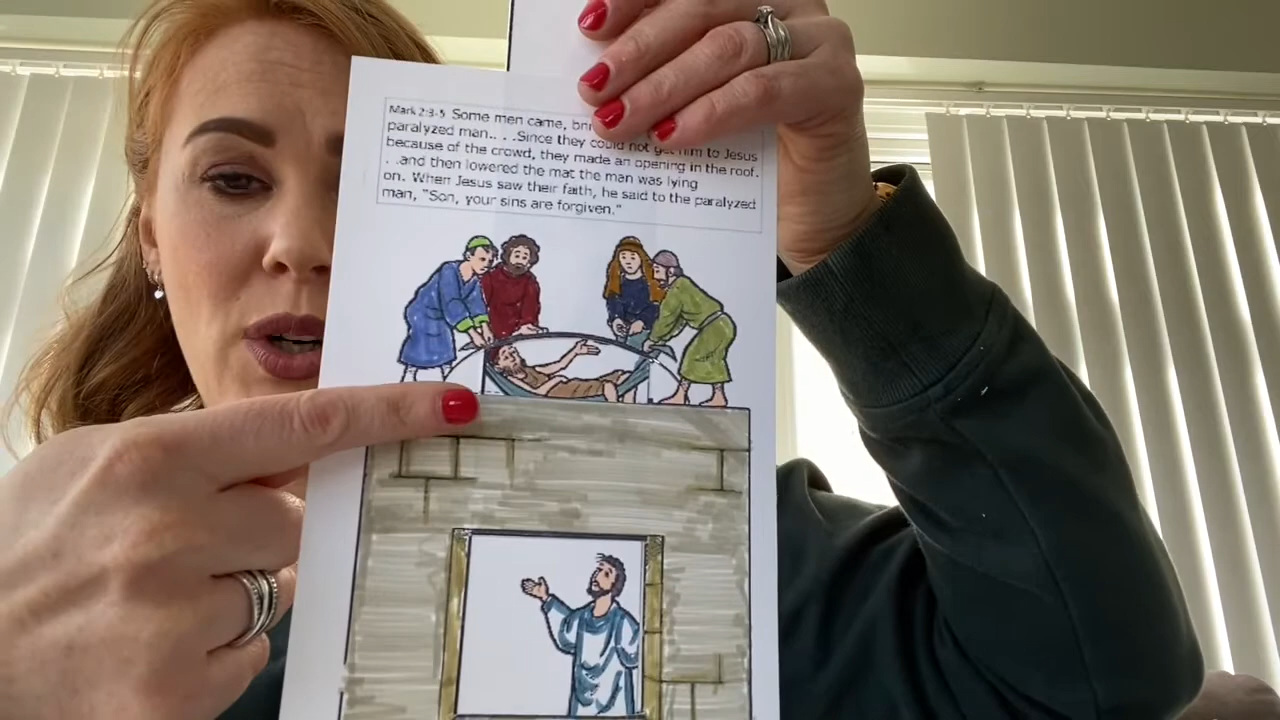 Mark 2:3-5 Some men came,
paralyzed man.. . .Since they could not get him to Jesus
because of the crowd, they made an opening in the roof.
. .and then lowered the mat the man was lying
on. When Jesus saw their faith, he said to the paralyzed
man, "Son, your sins are forgiven."